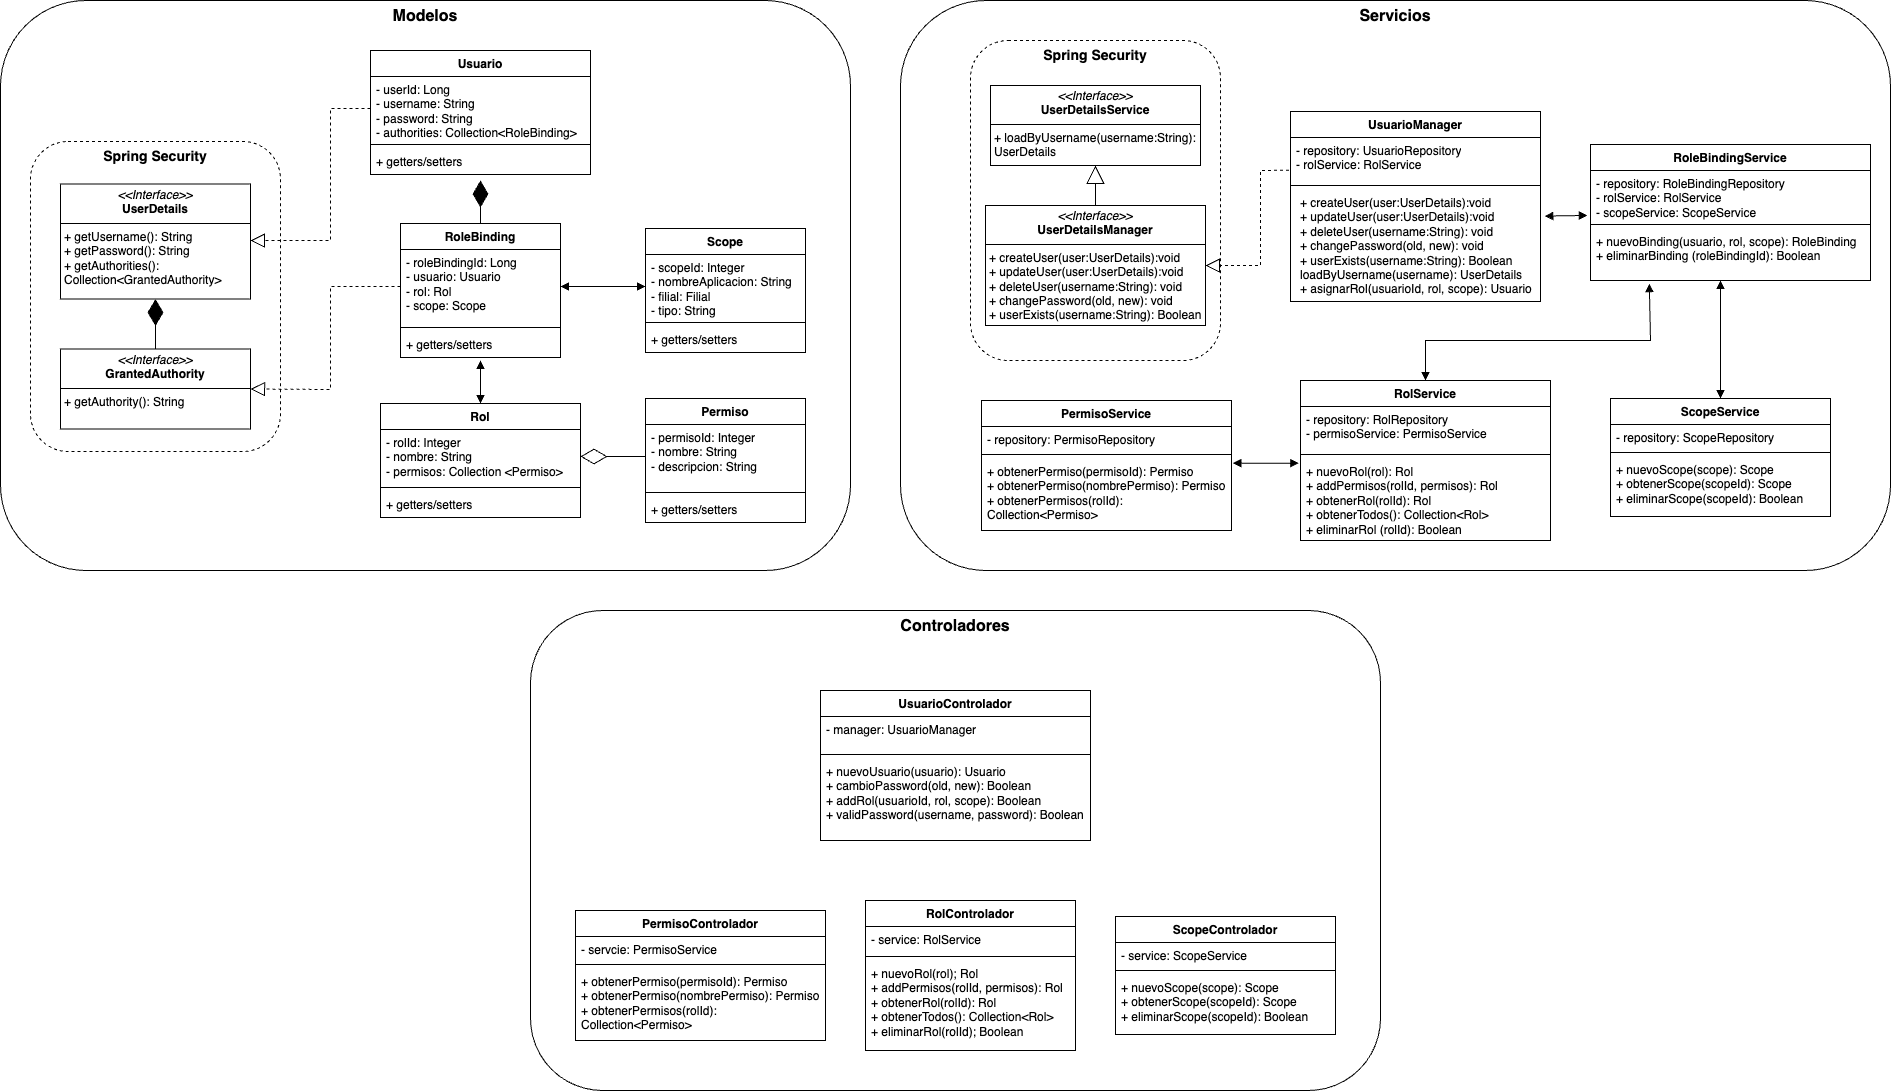 Modelos
Usuario
- userId: Long
- username: String
- password: String
- authorities: Collection<RoleBinding>
+ getters/setters
Spring Security
<<Interface>>
UserDetails
+ getUsername(): String
+ getPassword(): String
+ getAuthorities():
Collection<GrantedAuthority>
<<Interface>>
GrantedAuthority
+ getAuthority(): String
RoleBinding
- roleBindingId: Long
- usuario: Usuario
- rol: Rol
- scope: Scope
+ getters/setters
Scope
- scopeId: Integer
- nombreAplicacion: String
- filial: Filial
- tipo: String
+ getters/setters
Rol
- rolId: Integer
- nombre: String
- permisos: Collection <Permiso>
+ getters/setters
Permiso
- permisoId: Integer
- nombre: String
- descripcion: String
+ getters/setters
Servicios
Spring Security
<<Interface>>
UserDetailsService
+ loadByUsername(username:String):
UserDetails
<<Interface>>
UserDetailsManager
+ createUser(user:UserDetails):void
+ updateUser(user:UserDetails):void
+ deleteUser(username:String): void
+ changePassword(old, new): void
+ userExists(username:String): Boolean
UsuarioManager
- repository: UsuarioRepository
- rolService: RolService
+ createUser(user:UserDetails):void
+ updateUser(user:UserDetails):void
+ deleteUser(username:String): void
+ changePassword(old, new): void
+ userExists(username:String): Boolean
loadByUsername(username): UserDetails
+ asignarRol(usuarioId, rol, scope): Usuario
RoleBindingService
- repository: RoleBindingRepository
- rolService: RolService
- scopeService: ScopeService
+ nuevoBinding(usuario, rol, scope): RoleBinding
+ eliminarBinding (roleBindingId): Boolean
PermisoService
- repository: PermisoRepository
+ obtenerPermiso(permisoId): Permiso
+ obtenerPermiso(nombrePermiso): Permiso
+ obtenerPermisos(rolId):
Collection<Permiso>
RolService
- repository: RolRepository
- permisoService: PermisoService
+ nuevoRol(rol): Rol
+ addPermisos(rolId, permisos): Rol
+ obtenerRol(rolId): Rol
+ obtenerTodos(): Collection<Rol>
+ eliminarRol (rolId): Boolean
ScopeService
- repository: ScopeRepository
+ nuevoScope(scope): Scope
+ obtenerScope(scopeId): Scope
+ eliminarScope(scopeId): Boolean
Controladores
UsuarioControlador
- manager: UsuarioManager
+ nuevoUsuario(usuario): Usuario
+ cambioPassword(old, new): Boolean
+ addRol(usuarioId, rol, scope): Boolean
+ validPassword(username, password): Boolean
PermisoControlador
- servcie: PermisoService
+ obtenerPermiso(permisoId): Permiso
+ obtenerPermiso(nombrePermiso): Permiso
+ obtenerPermisos(rolId):
Collection<Permiso>
RolControlador
- service: RolService
+ nuevoRol(rol); Rol
+ addPermisos(rolId, permisos): Rol
+ obtenerRol(rolId): Rol
+ obtenerTodos(): Collection<Rol>
+ eliminarRol(rolId); Boolean
ScopeControlador
- service: ScopeService
+ nuevoScope(scope): Scope
+ obtenerScope(scopeId): Scope
+ eliminarScope(scopeId): Boolean